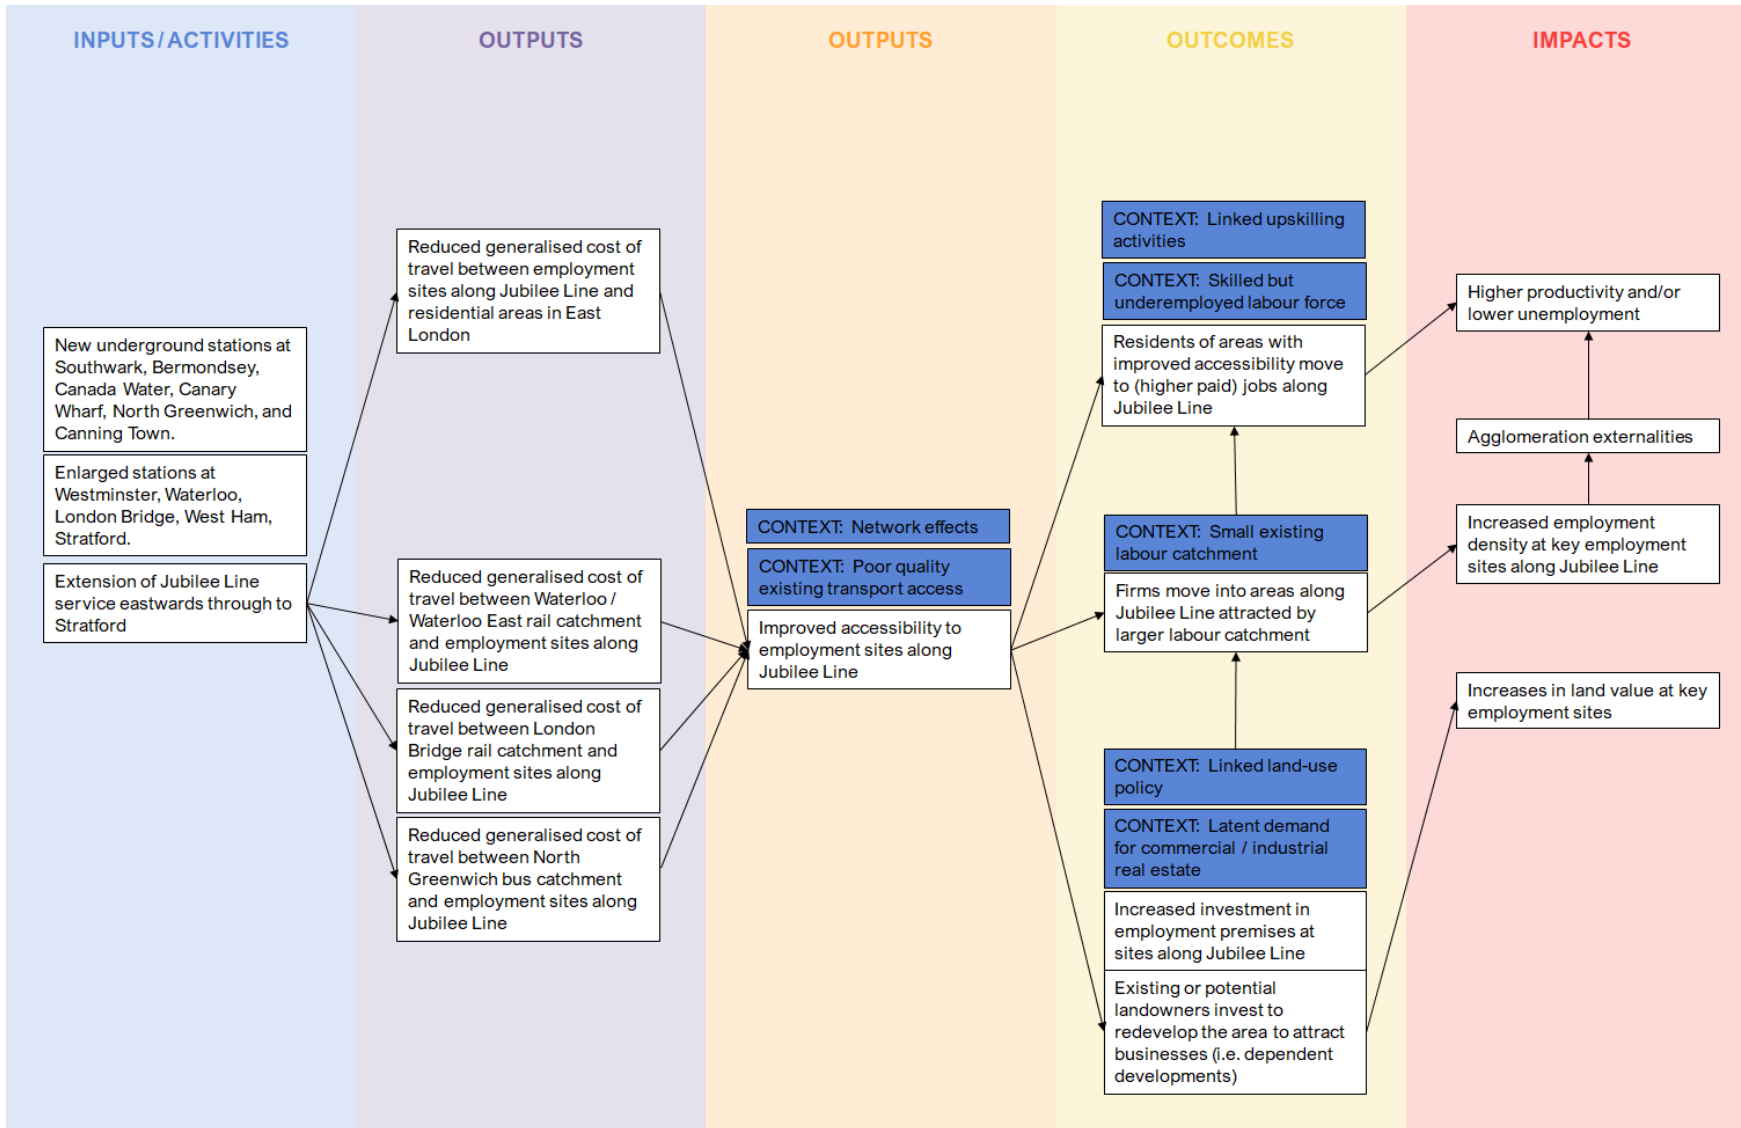 INPUTS / ACTIVITIES
OUTPUTS
OUTPUTS
OUTCOMES
IMPACTS
New underground stations at
Southwark, Bermondsey,
Canada Water, Canary
Wharf, North Greenwich, and
Canning Town.
Enlarged stations at
Westminster, Waterloo,
London Bridge, West Ham,
Stratford.
Extension of Jubilee Line
service eastwards through to
Stratford
Reduced generalised cost of
travel between employment
sites along Jubilee Line and
residential areas in East
London
Reduced generalised cost of
travel between Waterloo /
Waterloo East rail catchment
and employment sites along
Jubilee Line
Reduced generalised cost of
travel between London
Bridge rail catchment and
employment sites along
Jubilee Line
Reduced generalised cost of
travel between North
Greenwich bus catchment
and employment sites along
Jubilee Line
CONTEXT: Network effects
CONTEXT: Poor quality
existing transport access
Improved accessibility to
employment sites along
Jubilee Line
CONTEXT: Linked upskilling
activities
CONTEXT: Skilled but
underemployed labour force
Residents of areas with
improved accessibility move
to (higher paid) jobs along
Jubilee Line
CONTEXT: Small existing
labour catchment
Firms move into areas along
Jubilee Line attracted by
larger labour catchment
CONTEXT: Linked land-use
policy
CONTEXT: Latent demand
for commercial / industrial
real estate
Increased investment in
employment premises at
sites along Jubilee Line
Existing or potential
landowners invest to
redevelop the area to attract
businesses (i.e. dependent
developments)
Higher productivity and/or
lower unemployment
Agglomeration externalities
Increased employment
density at key employment
sites along Jubilee Line
Increases in land value at key
employment sites